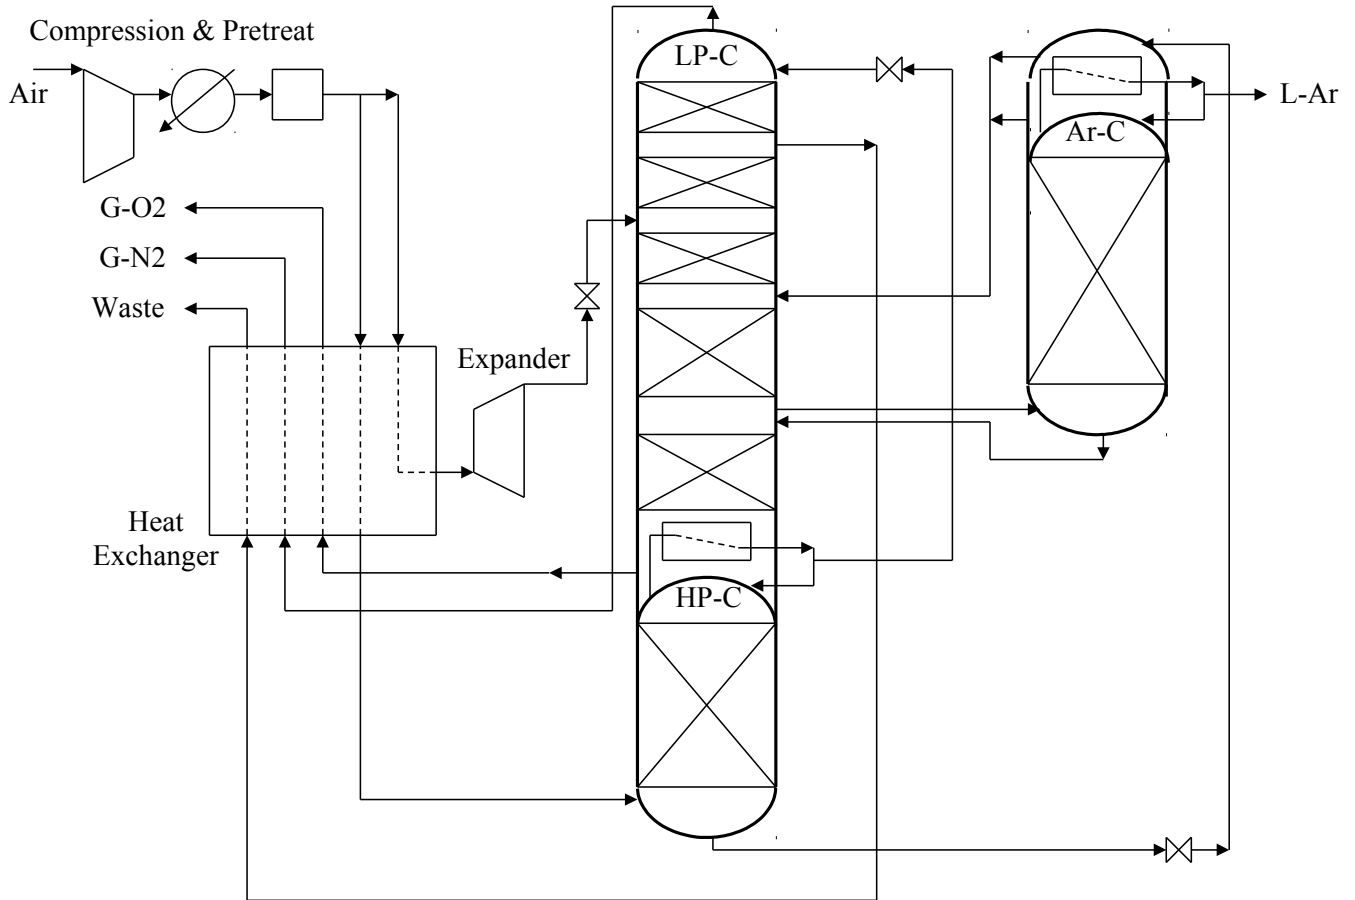 Compression & Pretreat
Air
LP-C
L-Ar
Ar-C
G-O2
G-N2
Waste
Expander
Heat
Exchanger
HP-C